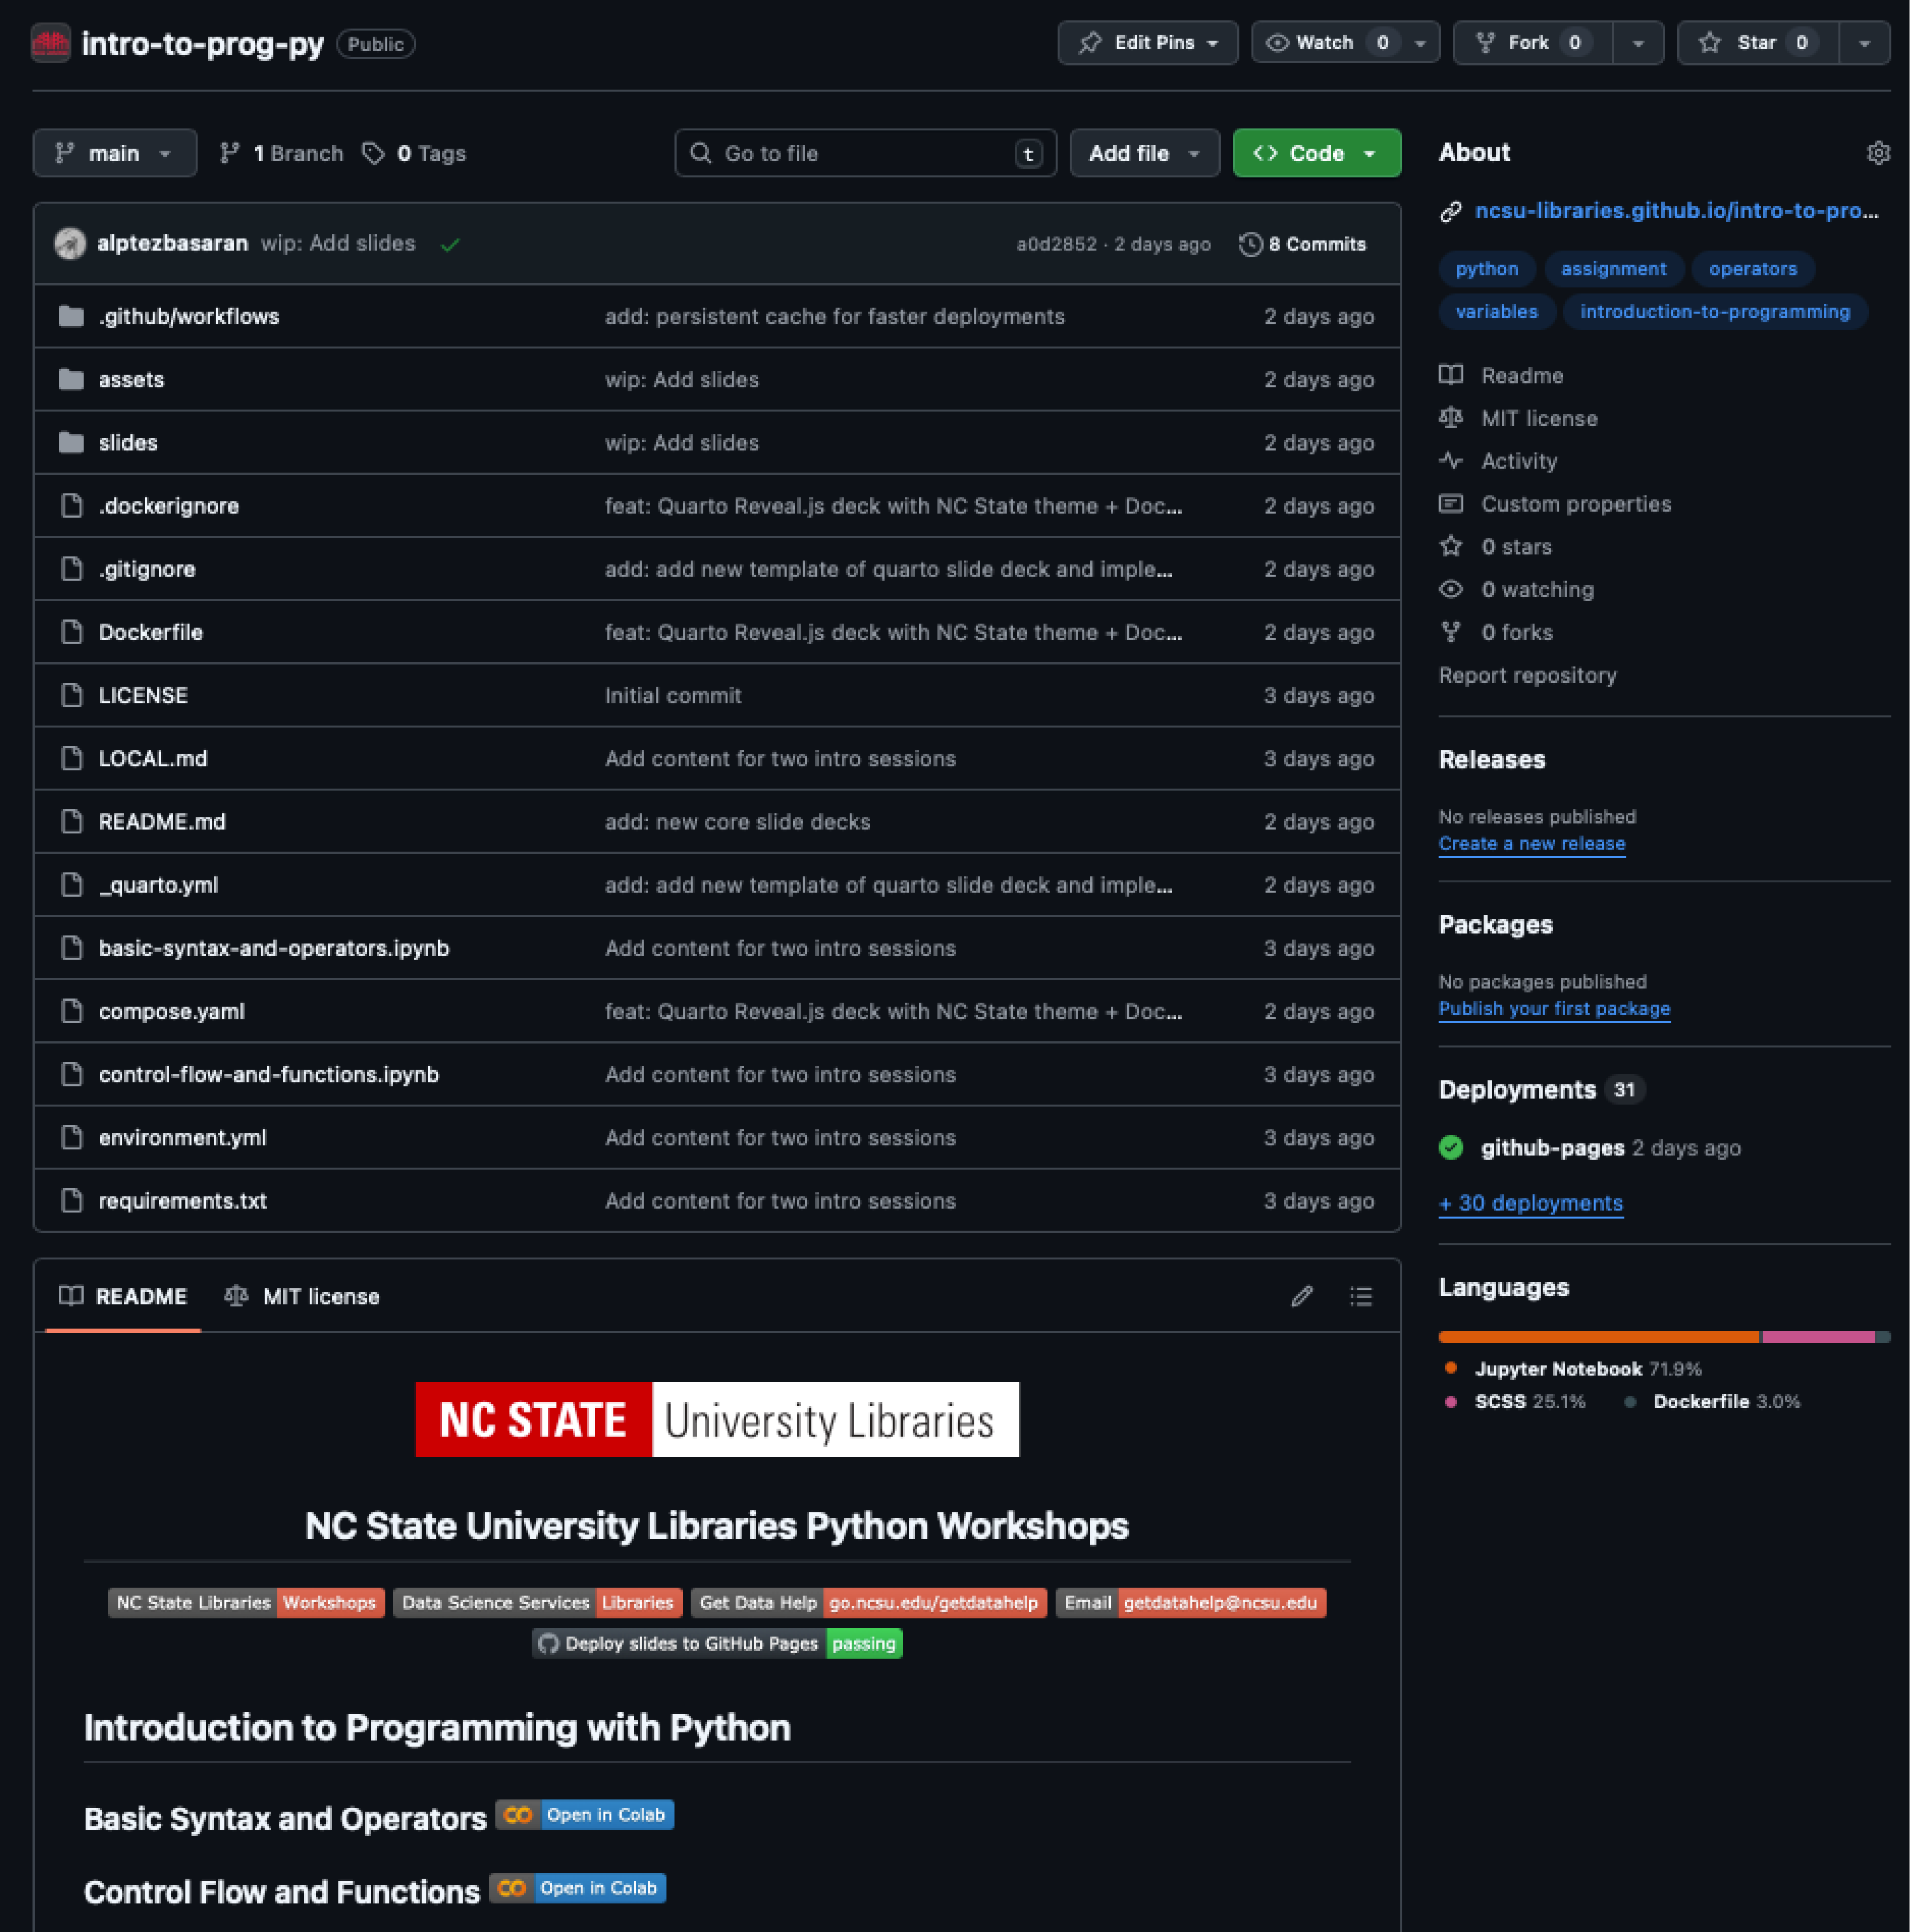 intro-to-prog-py Public
Edit Pins Watch 0 Fork 0 Star 0
main 1 Branch 0 Tags Go to file t Add file <> Code
alptezbasaran wip: Add slides a0d2852 · 2 days ago 8 Commits
.github/workflows add: persistent cache for faster deployments 2 days ago
assets wip: Add slides 2 days ago
slides wip: Add slides 2 days ago
.dockerignore feat: Quarto Reveal.js deck with NC State theme + Doc... 2 days ago
.gitignore add: add new template of quarto slide deck and imple... 2 days ago
Dockerfile feat: Quarto Reveal.js deck with NC State theme + Doc... 2 days ago
LICENSE Initial commit 3 days ago
LOCAL.md Add content for two intro sessions 3 days ago
README.md add: new core slide decks 2 days ago
_quarto.yml add: add new template of quarto slide deck and imple... 2 days ago
basic-syntax-and-operators.ipynb Add content for two intro sessions 3 days ago
compose.yaml feat: Quarto Reveal.js deck with NC State theme + Doc... 2 days ago
control-flow-and-functions.ipynb Add content for two intro sessions 3 days ago
environment.yml Add content for two intro sessions 3 days ago
requirements.txt Add content for two intro sessions 3 days ago
README MIT license
NC STATE University Libraries
NC State University Libraries Python Workshops
NC State Libraries Workshops Data Science Services Libraries Get Data Help go.ncsu.edu/getdatahelp Email getdatahelp@ncsu.edu
Deploy slides to GitHub Pages passing
Introduction to Programming with Python
Basic Syntax and Operators Open in Colab
Control Flow and Functions Open in Colab
About
ncsu-libraries.github.io/intro-to-pro...
python assignment operators
variables introduction-to-programming
Readme
MIT license
Activity
Custom properties
0 stars
0 watching
0 forks
Report repository
Releases
No releases published
Create a new release
Packages
No packages published
Publish your first package
Deployments 31
github-pages 2 days ago
+ 30 deployments
Languages
Jupyter Notebook 71.9%
SCSS 25.1% Dockerfile 3.0%